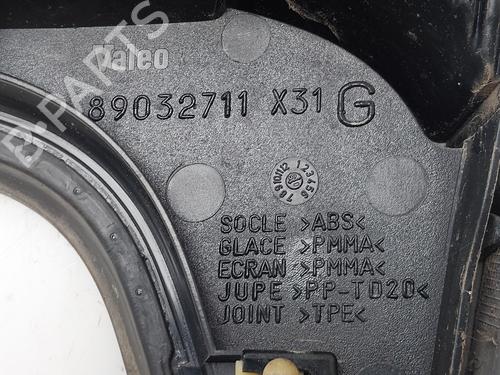 Valeo
89032711 X31 G
SOCLE >ABS<
GLACE >PMMA<
ECRAN >PMMA<
JUPE >PP-TD20<
JOINT >TPE<